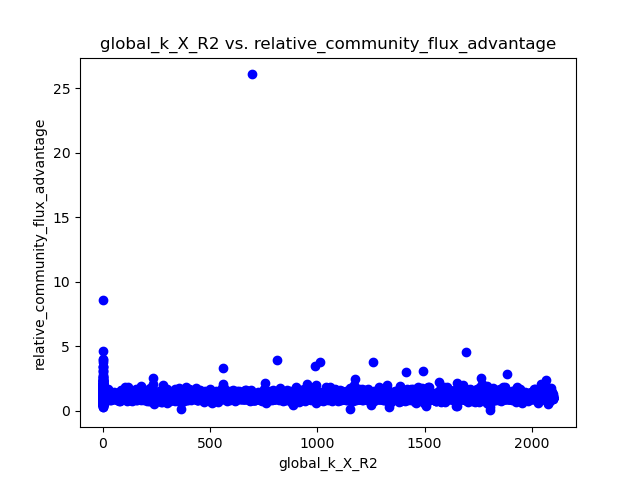 global_k_X_R2 vs. relative_community_flux_advantage
relative_community_flux_advantage
25
20
15
10
5
0
0 500 1000 1500 2000
global_k_X_R2